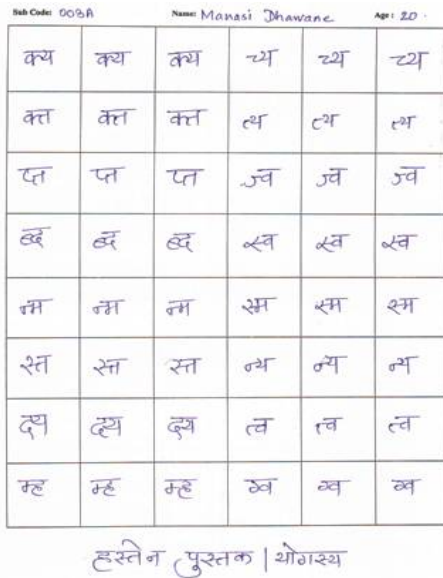 Sub Code: 003A Name: Manasi Dhawane Age: 20
क्य क्य क्य च्य च्य च्य
क्त क्त क्त त्थ त्थ त्थ
प्त प्त प्त ज्व ज्व ज्व
ब्द ब्द ब्द स्व स्व स्व
न्म न्म न्म स्म स्म स्म
स्त स्त स्त न्य न्य न्य
द्य द्य द्य त्व त्व त्व
म्ह म्ह म्ह ग्व ग्व ग्व
हस्तेन पुस्तक | योगस्य